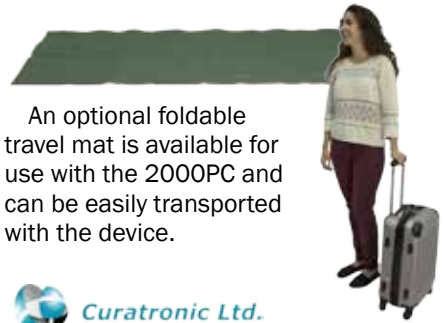 An optional foldable
travel mat is available for
use with the 2000PC and
can be easily transported
with the device.
Curatronic Ltd.